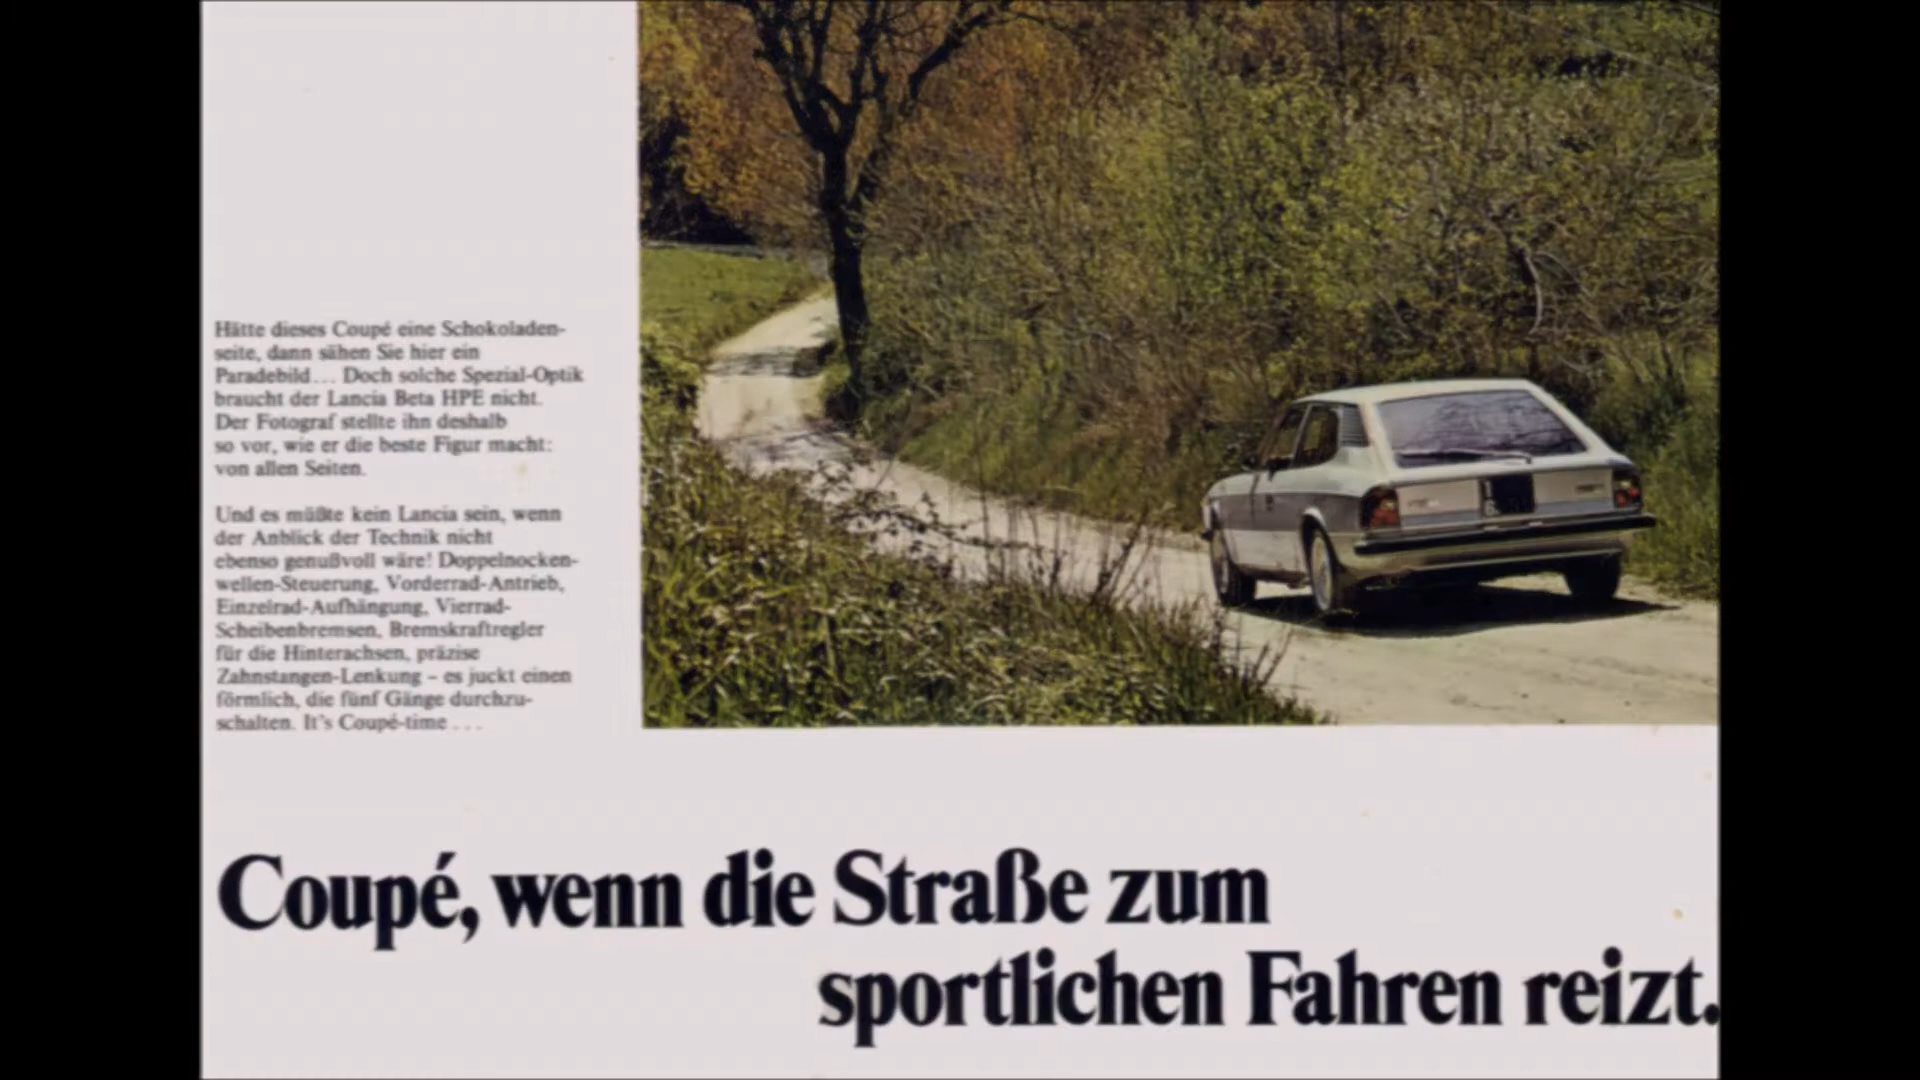 Hätte dieses Coupé eine Schokoladen-
seite, dann sähen Sie hier ein
Paradebild... Doch solche Spezial-Optik
braucht der Lancia Beta HPE nicht.
Der Fotograf stellte ihn deshalb
so vor, wie er die beste Figur macht:
von allen Seiten.
Und es müßte kein Lancia sein, wenn
der Anblick der Technik nicht
ebenso genußvoll wäre! Doppelnocken-
wellen-Steuerung, Vorderrad-Antrieb,
Einzelrad-Aufhängung, Vierrad-
Scheibenbremsen, Bremskraftregler
für die Hinterachsen, präzise
Zahnstangen-Lenkung – es juckt einen
förmlich, die fünf Gänge durchzu-
schalten. It's Coupé-time . . .
Coupé, wenn die Straße zum
sportlichen Fahren reizt.